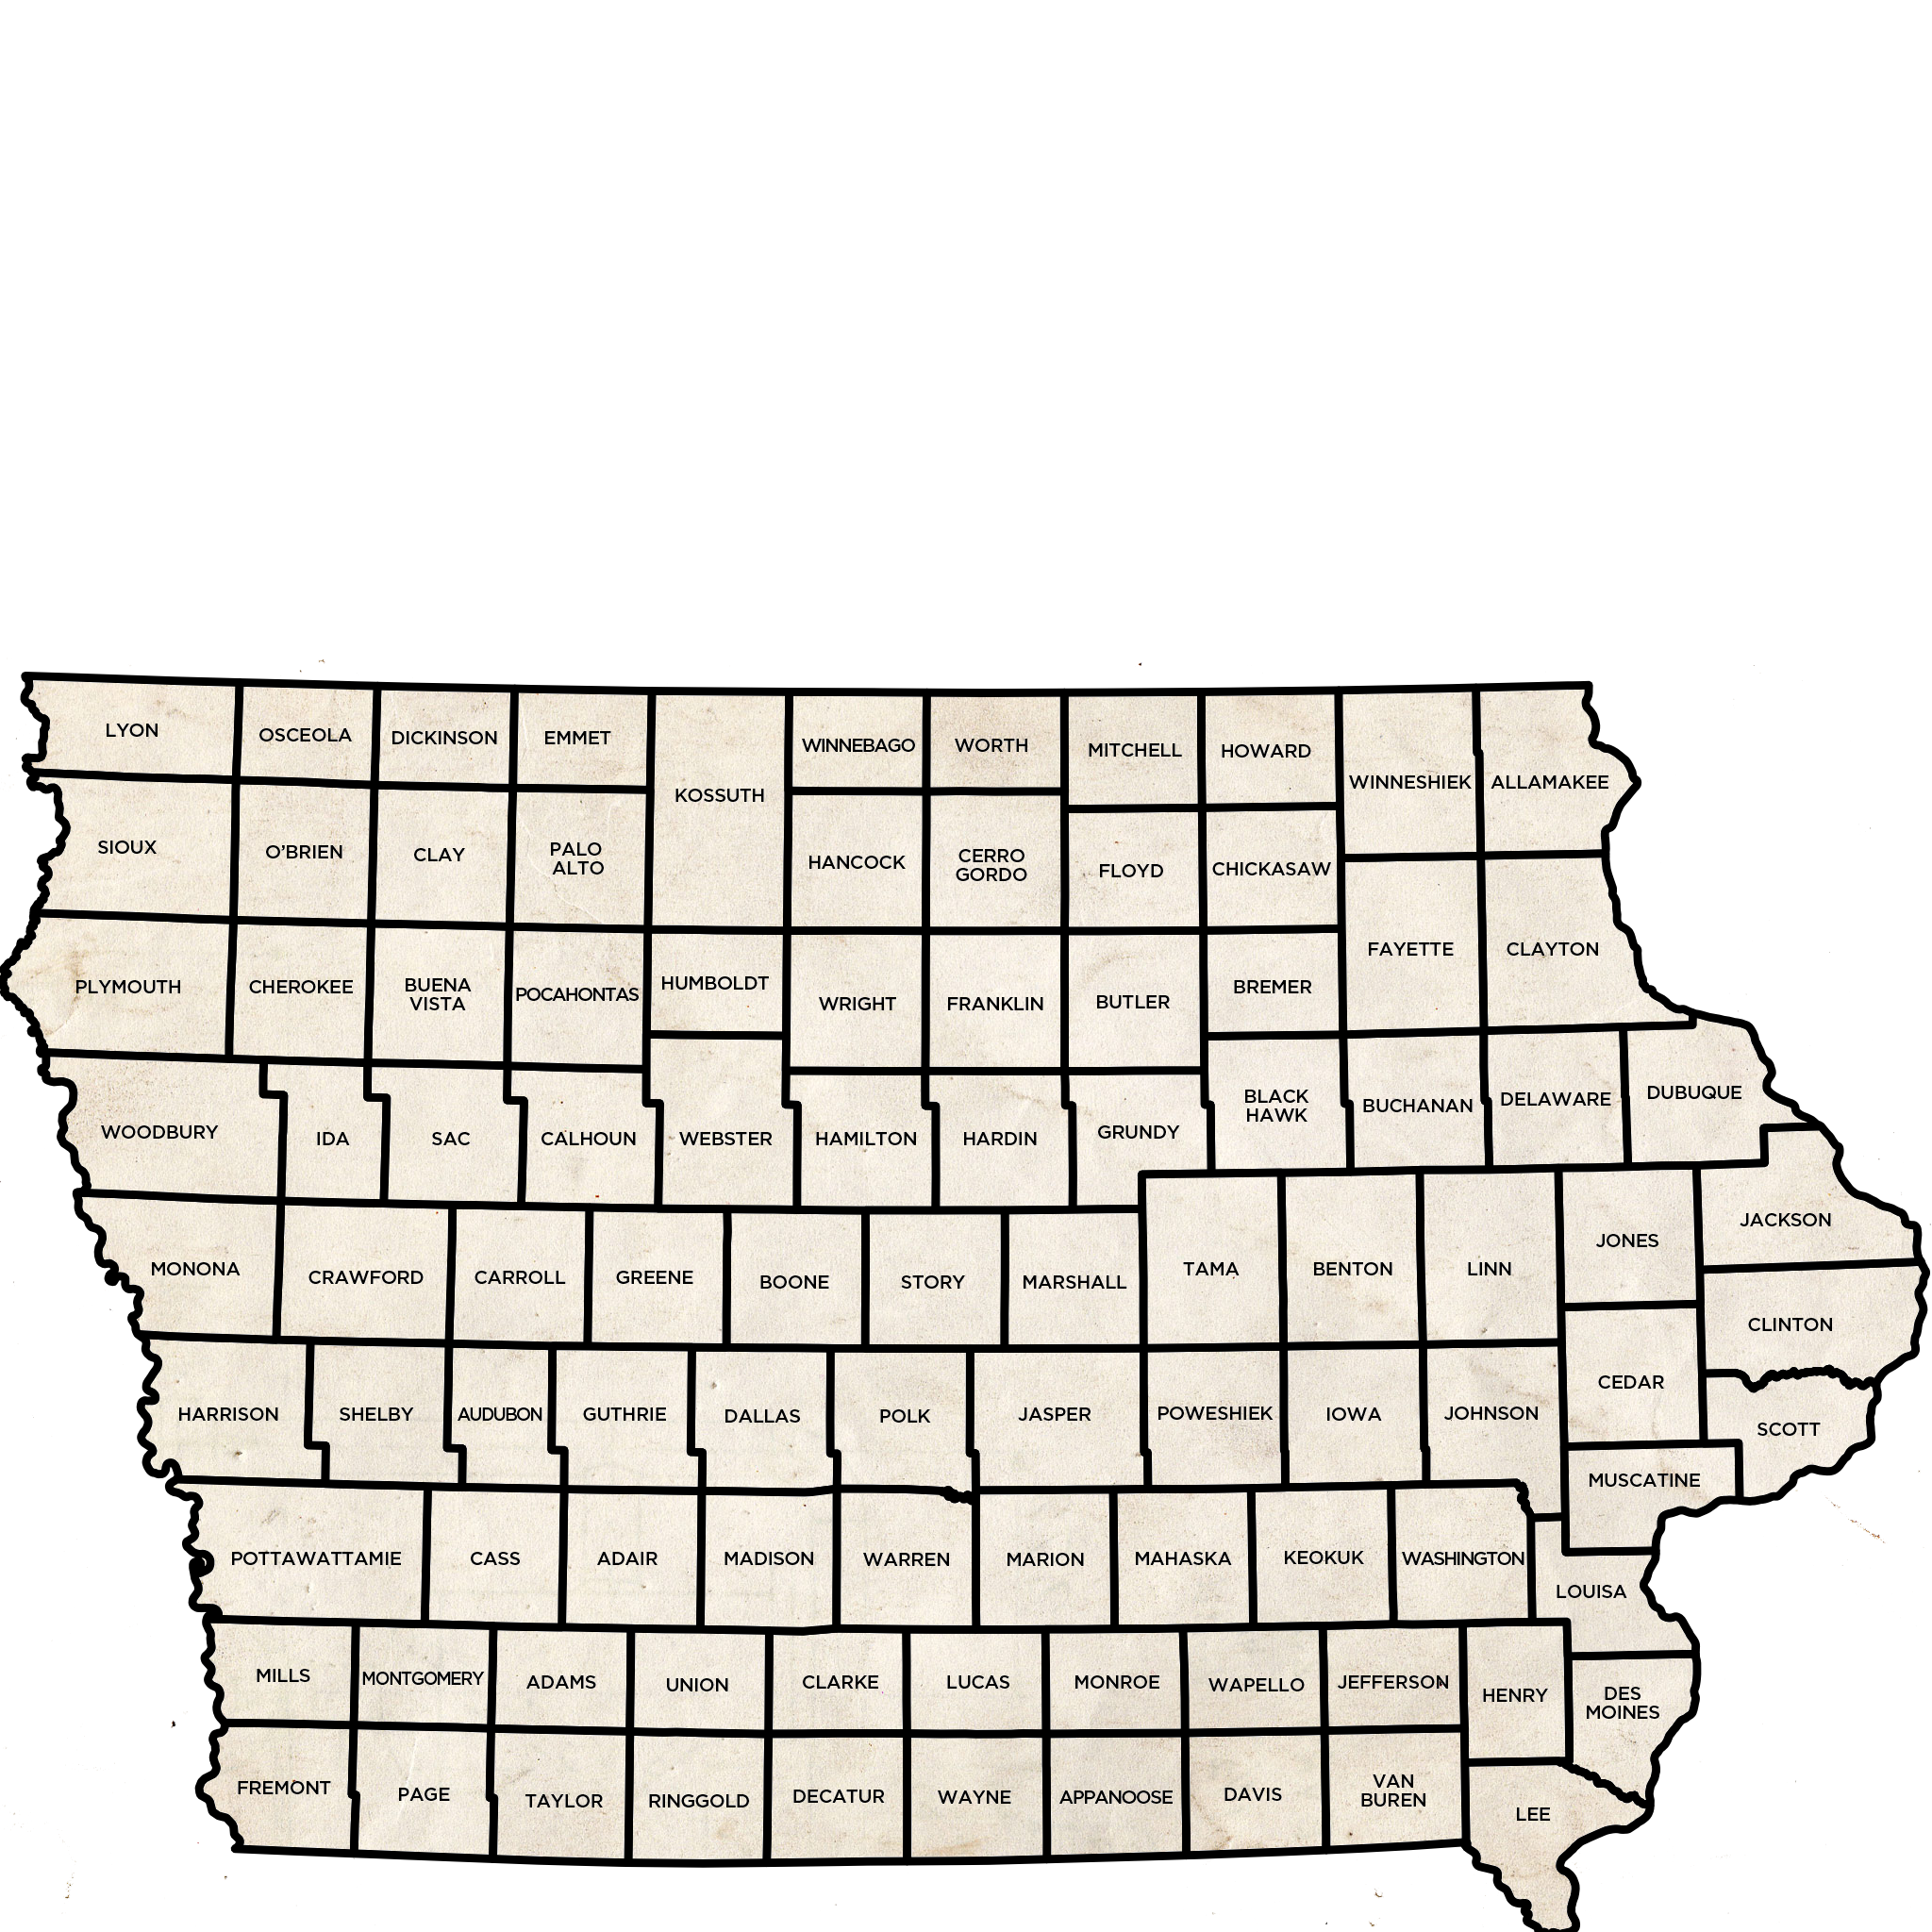 LYON
OSCEOLA
DICKINSON
EMMET
KOSSUTH
WINNEBAGO
WORTH
MITCHELL
HOWARD
WINNESHIEK
ALLAMAKEE
SIOUX
O'BRIEN
CLAY
PALO
ALTO
HANCOCK
CERRO
GORDO
FLOYD
CHICKASAW
FAYETTE
CLAYTON
PLYMOUTH
CHEROKEE
BUENA
VISTA
POCAHONTAS
HUMBOLDT
WRIGHT
FRANKLIN
BUTLER
BREMER
WOODBURY
IDA
SAC
CALHOUN
WEBSTER
HAMILTON
HARDIN
GRUNDY
BLACK
HAWK
BUCHANAN
DELAWARE
DUBUQUE
MONONA
CRAWFORD
CARROLL
GREENE
BOONE
STORY
MARSHALL
TAMA
BENTON
LINN
JONES
JACKSON
CLINTON
HARRISON
SHELBY
AUDUBON
GUTHRIE
DALLAS
POLK
JASPER
POWESHIEK
IOWA
JOHNSON
CEDAR
SCOTT
MUSCATINE
POTTAWATTAMIE
CASS
ADAIR
MADISON
WARREN
MARION
MAHASKA
KEOKUK
WASHINGTON
LOUISA
MILLS
MONTGOMERY
ADAMS
UNION
CLARKE
LUCAS
MONROE
WAPELLO
JEFFERSON
HENRY
DES
MOINES
FREMONT
PAGE
TAYLOR
RINGGOLD
DECATUR
WAYNE
APPANOOSE
DAVIS
VAN
BUREN
LEE